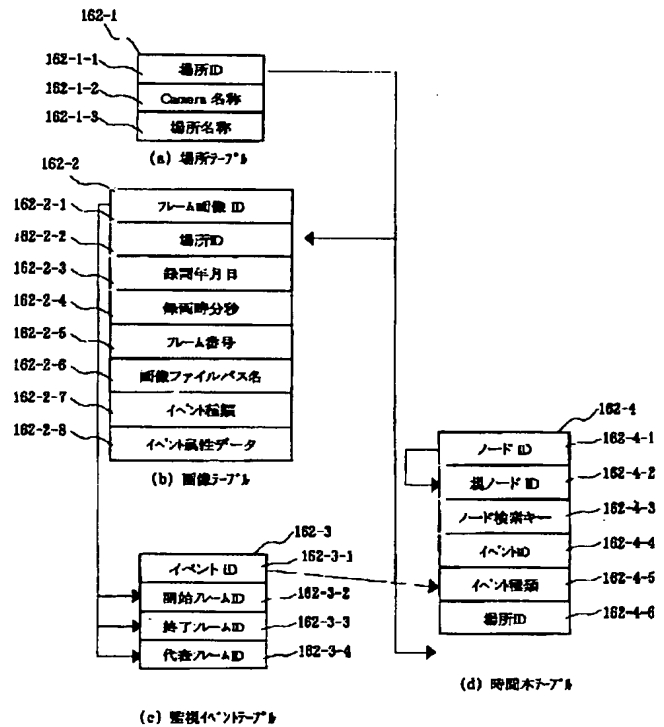 162-1
162-1-1
場所ID
162-1-2
Camera 名称
162-1-3
場所名称
(a) 場所テーブル
162-2
162-2-1
フレーム画像 ID
162-2-2
場所ID
162-2-3
録画年月日
162-2-4
録画時分秒
162-2-5
フレーム番号
162-2-6
画像ファイルパス名
162-2-7
イベント種類
162-2-8
イベント属性データ
(b) 画像テーブル
162-3
162-3-1
イベント ID
162-3-2
開始フレームID
162-3-3
終了フレームID
162-3-4
代表フレームID
(c) 監視イベントテーブル
162-4
162-4-1
ノード ID
162-4-2
親ノード ID
162-4-3
ノード検索キー
162-4-4
イベントID
162-4-5
イベント種類
162-4-6
場所ID
(d) 時間木テーブル